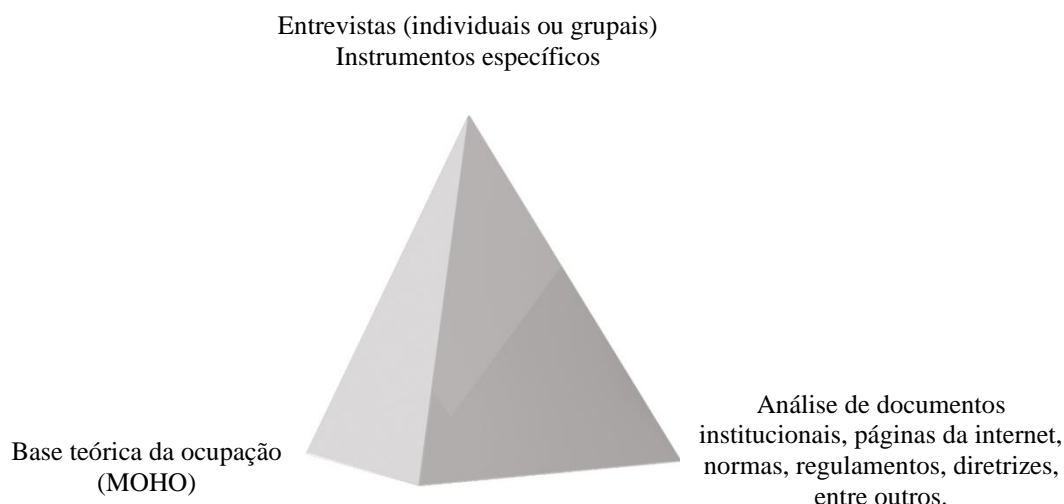 Entrevistas (individuais ou grupais)
Instrumentos específicos
Base teórica da ocupação
(MOHO)
Análise de documentos
institucionais, páginas da internet,
normas, regulamentos, diretrizes,
entre outros.